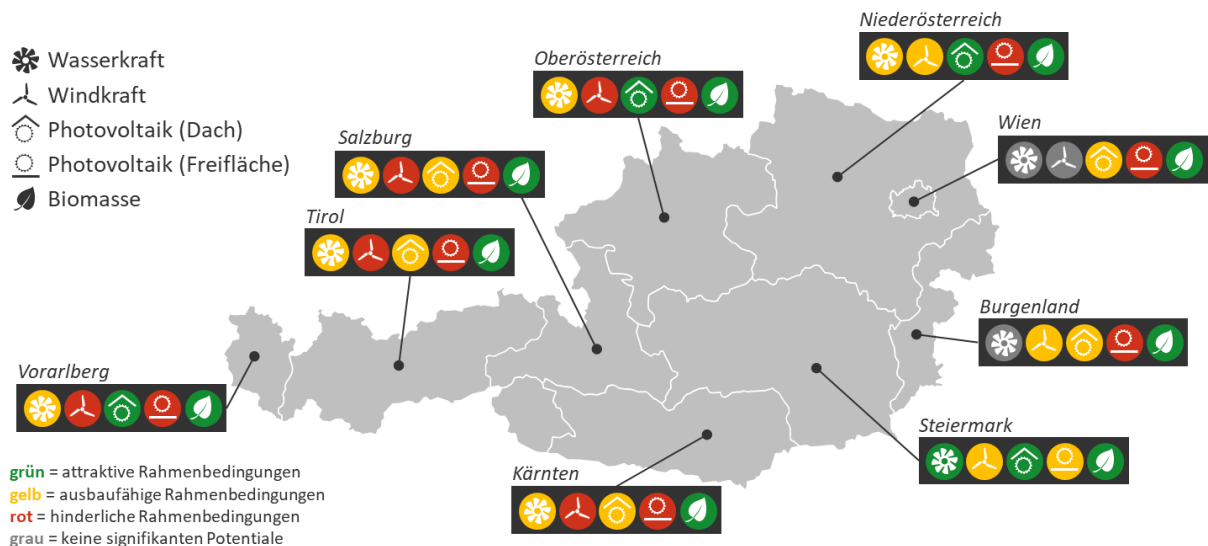 Wasserkraft
Windkraft
Photovoltaik (Dach)
Photovoltaik (Freifläche)
Biomasse
Niederösterreich
Oberösterreich
Wien
Salzburg
Tirol
Burgenland
Vorarlberg
Steiermark
Kärnten
grün = attraktive Rahmenbedingungen
gelb = ausbaufähige Rahmenbedingungen
rot = hinderliche Rahmenbedingungen
grau = keine signifikanten Potentiale